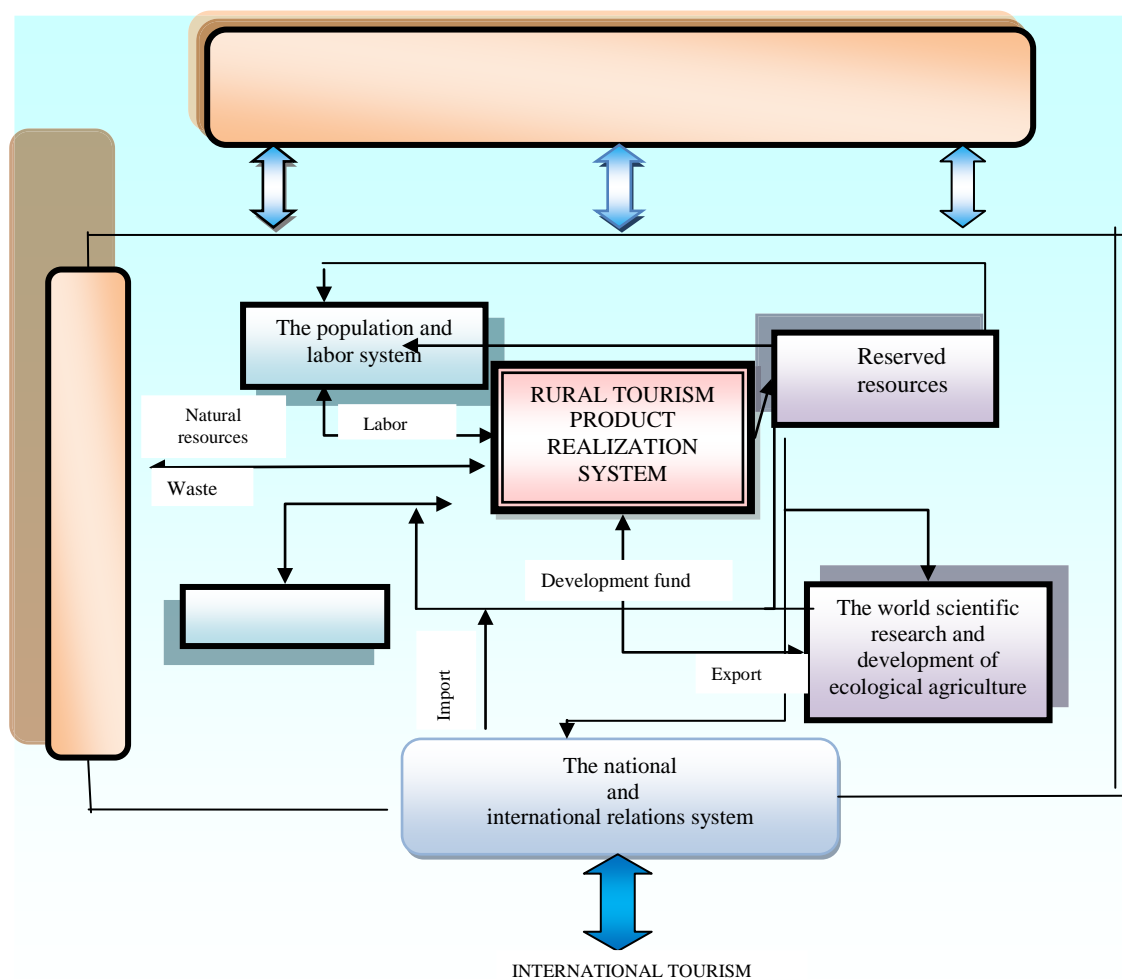 The population and
labor system
Reserved
resources
RURAL TOURISM
PRODUCT
REALIZATION
SYSTEM
Natural
resources
Labor
Waste
Development fund
The world scientific
research and
development of
ecological agriculture
Import
Export
The national
and
international relations system
INTERNATIONAL TOURISM